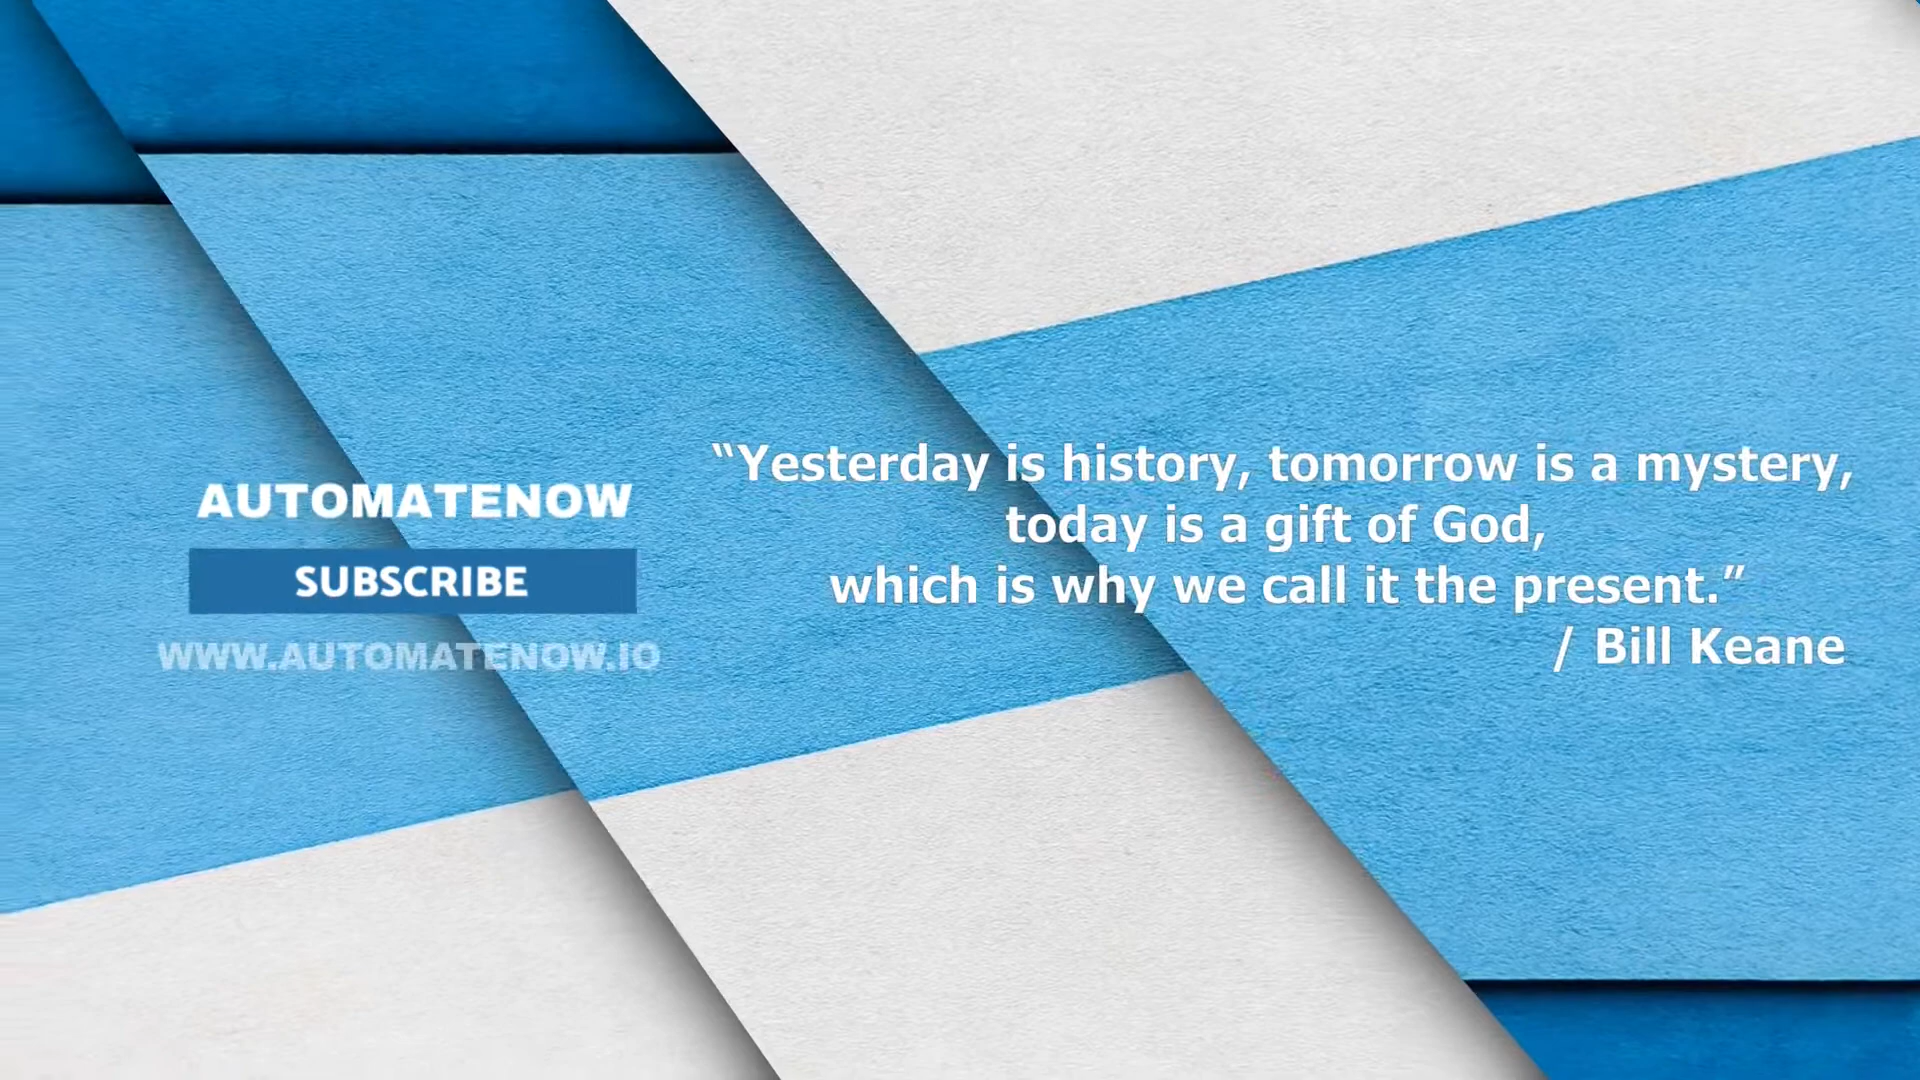 AUTOMATENOW
SUBSCRIBE
WWW.AUTOMATENOW.IO
“Yesterday is history, tomorrow is a mystery,
today is a gift of God,
which is why we call it the present.”
/ Bill Keane